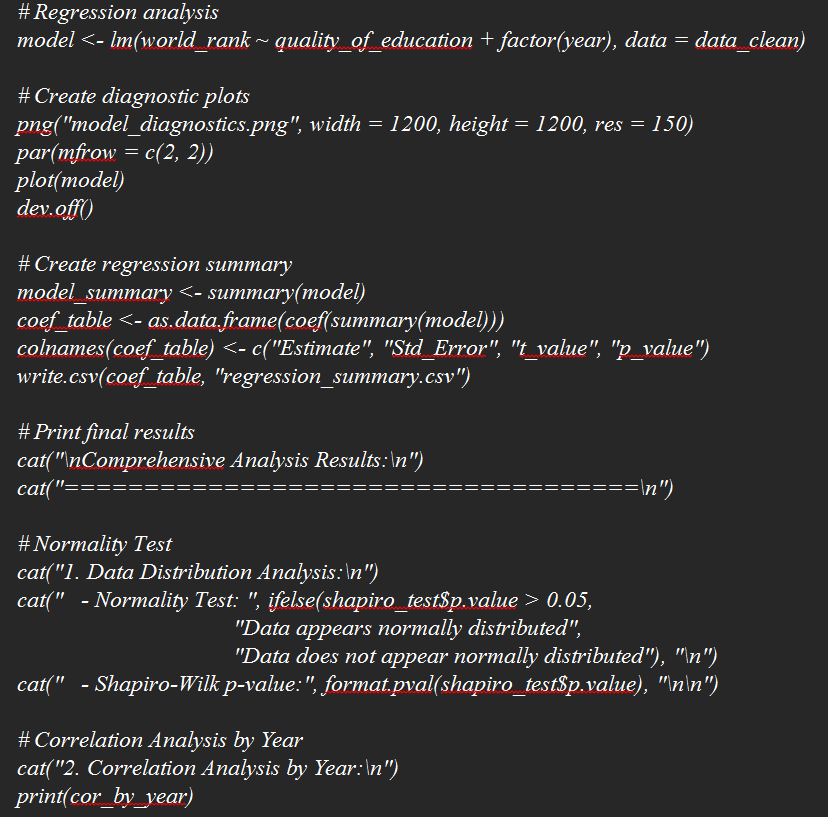 # Regression analysis
model <- lm(world_rank ~ quality_of_education + factor(year), data = data_clean)
# Create diagnostic plots
png("model_diagnostics.png", width = 1200, height = 1200, res = 150)
par(mfrow = c(2, 2))
plot(model)
dev.off()
# Create regression summary
model_summary <- summary(model)
coef_table <- as.data.frame(coef(summary(model)))
colnames(coef_table) <- c("Estimate", "Std_Error", "t_value", "p_value")
write.csv(coef_table, "regression_summary.csv")
# Print final results
cat("\nComprehensive Analysis Results:\n")
cat("====================================\n")
# Normality Test
cat("1. Data Distribution Analysis:\n")
cat("   - Normality Test: ", ifelse(shapiro_test$p.value > 0.05,
"Data appears normally distributed",
"Data does not appear normally distributed"), "\n")
cat("   - Shapiro-Wilk p-value:", format.pval(shapiro_test$p.value), "\n\n")
# Correlation Analysis by Year
cat("2. Correlation Analysis by Year:\n")
print(cor_by_year)